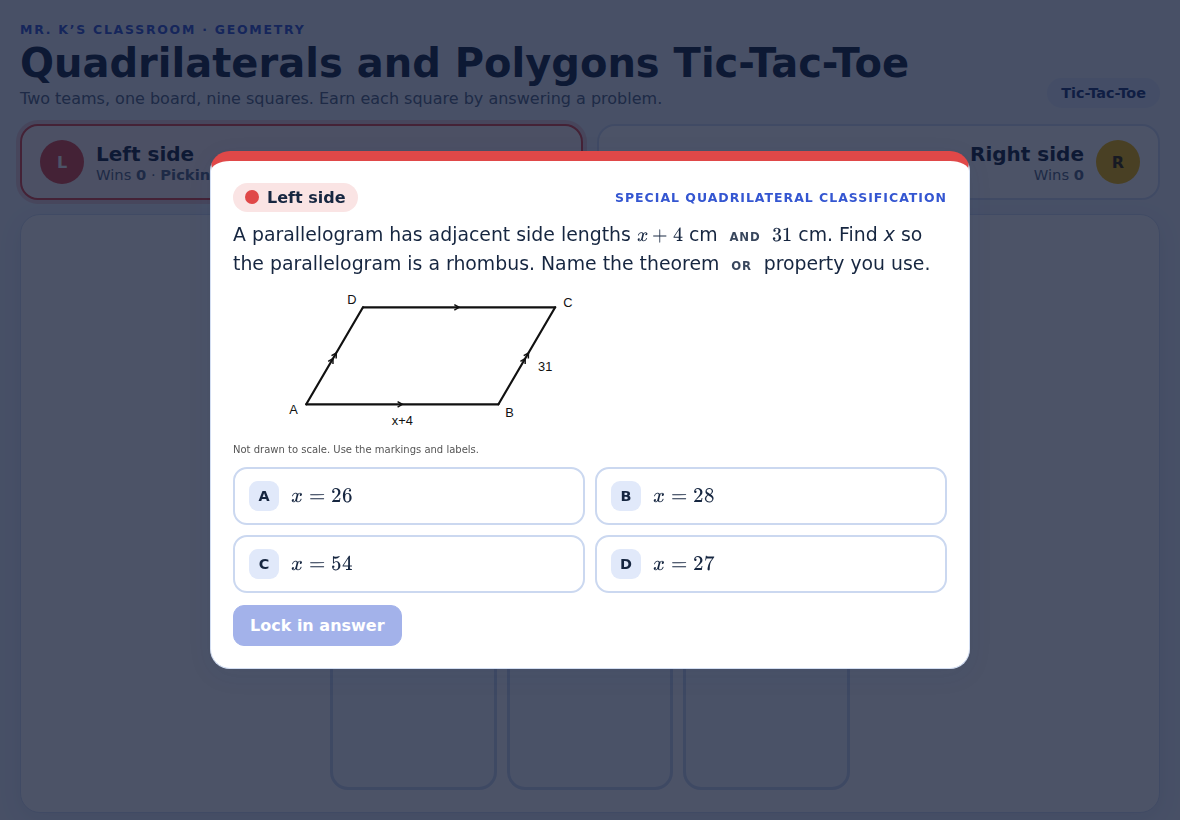 MR. K’S CLASSROOM · GEOMETRY
Quadrilaterals and Polygons Tic-Tac-Toe
Two teams, one board, nine squares. Earn each square by answering a problem.
Tic-Tac-Toe
L
Left side
Wins 0 · Pickin
Right side
Wins 0
R
Left side
SPECIAL QUADRILATERAL CLASSIFICATION
A parallelogram has adjacent side lengths x + 4 cm AND 31 cm. Find x so
the parallelogram is a rhombus. Name the theorem OR property you use.
D
C
31
A
B
x+4
Not drawn to scale. Use the markings and labels.
A x = 26
B x = 28
C x = 54
D x = 27
Lock in answer